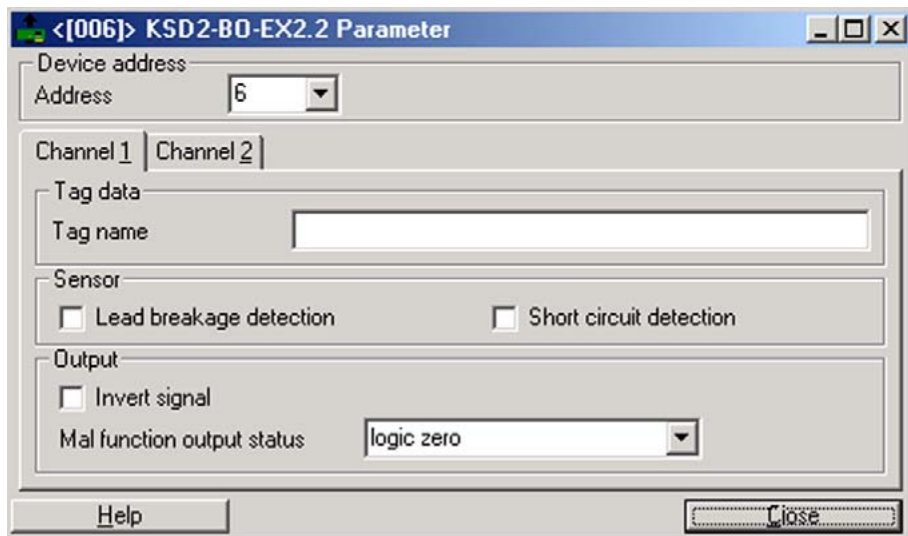 <[006]> KSD2-BO-EX2.2 Parameter
Device address
Address 6
Channel 1 Channel 2
Tag data
Tag name
Sensor
Lead breakage detection Short circuit detection
Output
Invert signal
Mal function output status logic zero
Help Close